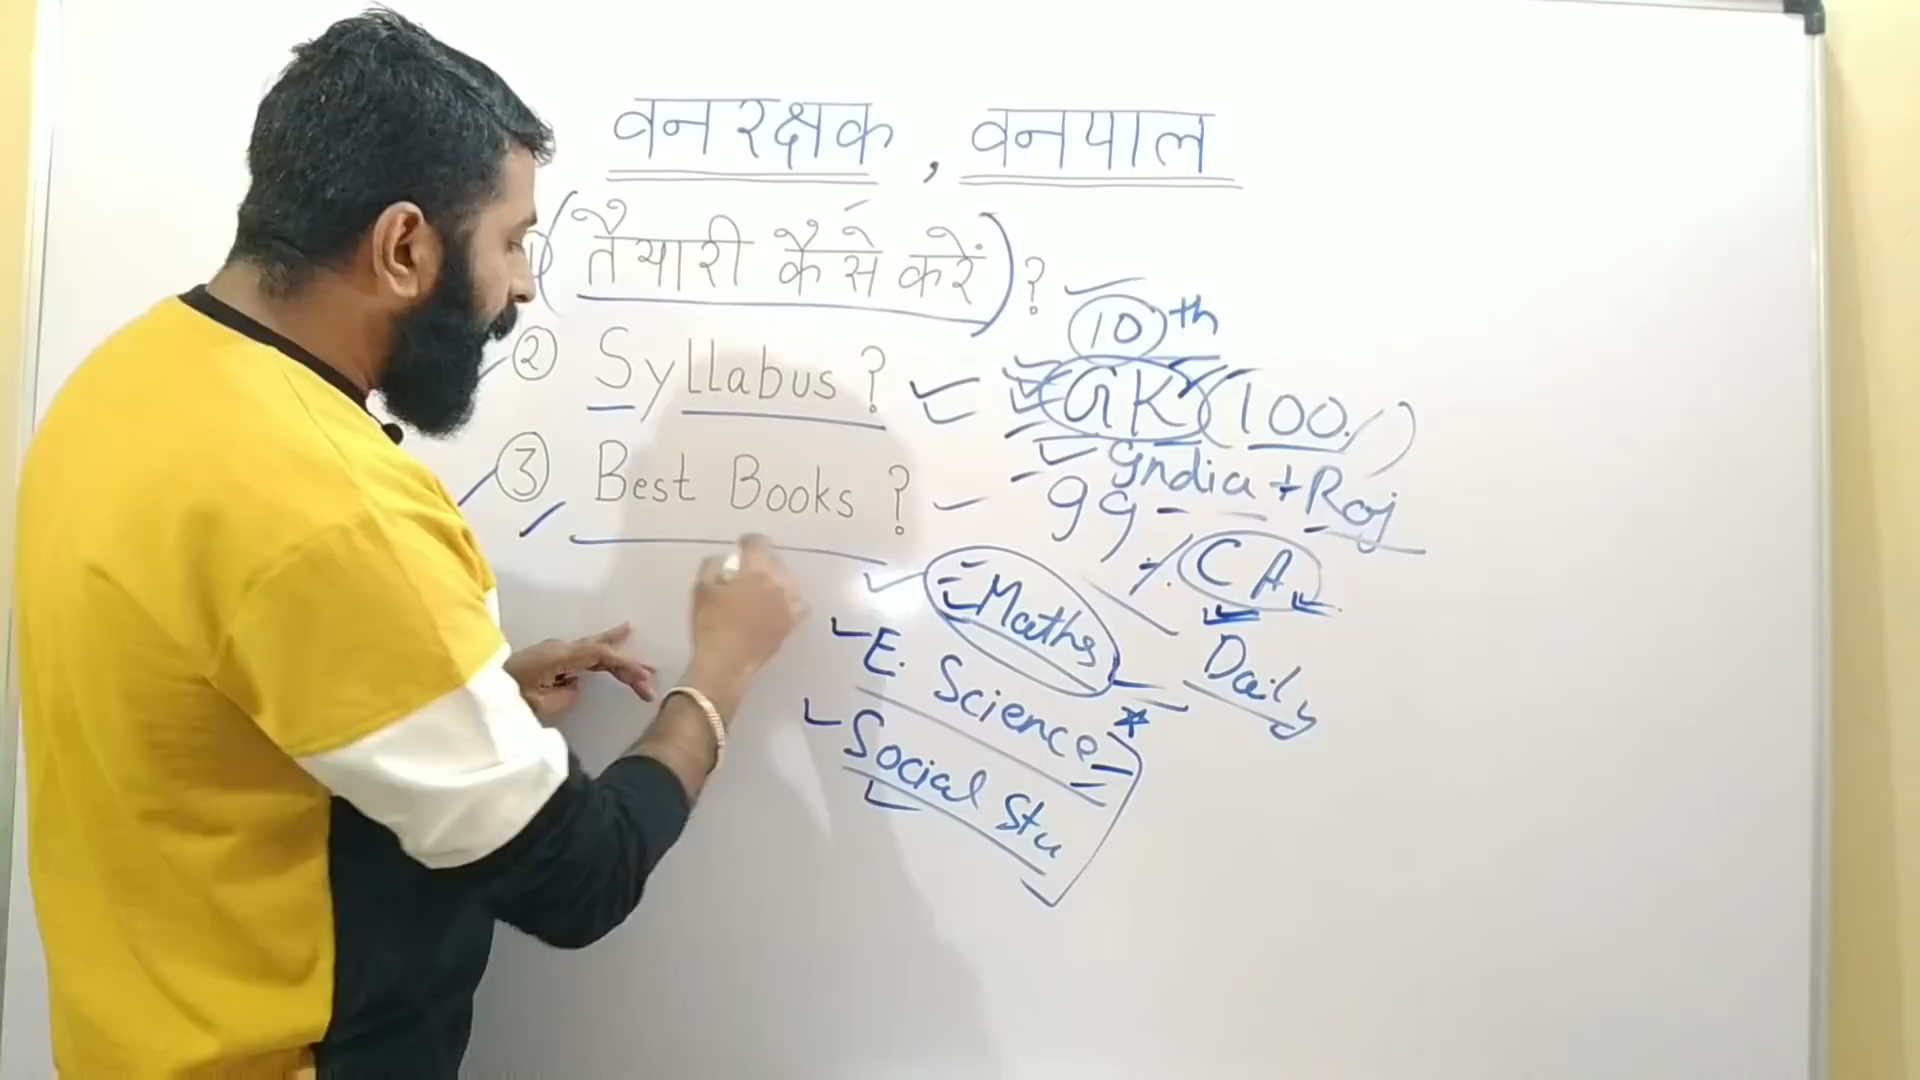 वनरक्षक , वनपाल
(तैयारी कैसे करें) ?
② Syllabus ?
③ Best Books ?
10th
GK (100)
India + Raj
99% CA
Daily
Maths
E. Science
Social Stu